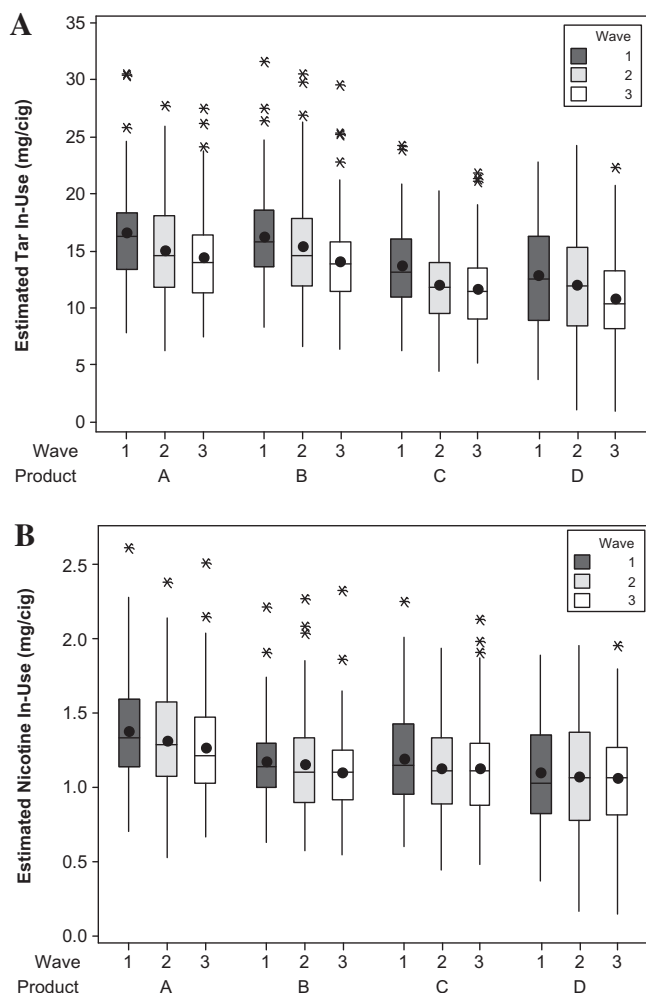 A
Estimated Tar In-Use (mg/cig)
35
30
25
20
15
10
5
0
Wave
1
2
3
Wave 1 2 3 1 2 3 1 2 3 1 2 3
Product A B C D
B
Estimated Nicotine In-Use (mg/cig)
2.5
2.0
1.5
1.0
0.5
0.0
Wave
1
2
3
Wave 1 2 3 1 2 3 1 2 3 1 2 3
Product A B C D